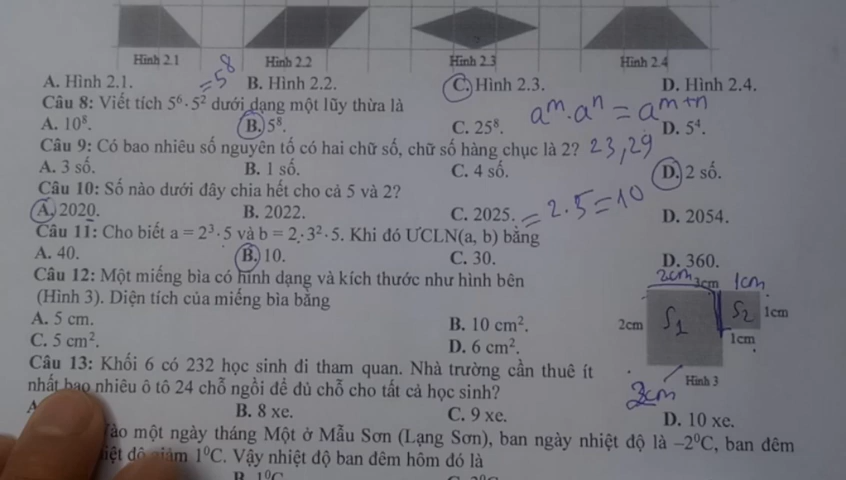 Hình 2.1 Hình 2.2 Hình 2.3 Hình 2.4
A. Hình 2.1. B. Hình 2.2. C. Hình 2.3. D. Hình 2.4.
= 5⁸
Câu 8: Viết tích 5⁶·5² dưới dạng một lũy thừa là aᵐ.aⁿ = aᵐ⁺ⁿ
A. 10⁸. B. 5⁸. C. 25⁸. D. 5⁴.
Câu 9: Có bao nhiêu số nguyên tố có hai chữ số, chữ số hàng chục là 2? 23,29
A. 3 số. B. 1 số. C. 4 số. D. 2 số.
Câu 10: Số nào dưới đây chia hết cho cả 5 và 2?
A. 2020. B. 2022. C. 2025. D. 2054.
Câu 11: Cho biết a = 2³·5 và b = 2·3²·5. Khi đó ƯCLN(a, b) bằng = 2.5=10
A. 40. B. 10. C. 30. D. 360.
Câu 12: Một miếng bìa có hình dạng và kích thước như hình bên
(Hình 3). Diện tích của miếng bìa bằng
A. 5 cm. B. 10 cm².
C. 5 cm². D. 6 cm².
2cm 3cm 1cm
2cm S₁ S₂ 1cm
1cm
Hình 3
2cm
Câu 13: Khối 6 có 232 học sinh đi tham quan. Nhà trường cần thuê ít
nhất bao nhiêu ô tô 24 chỗ ngồi để đủ chỗ cho tất cả học sinh?
B. 8 xe. C. 9 xe. D. 10 xe.
Vào một ngày tháng Một ở Mẫu Sơn (Lạng Sơn), ban ngày nhiệt độ là –2⁰C, ban đêm
nhiệt độ giảm 1⁰C. Vậy nhiệt độ ban đêm hôm đó là
B. 1⁰C